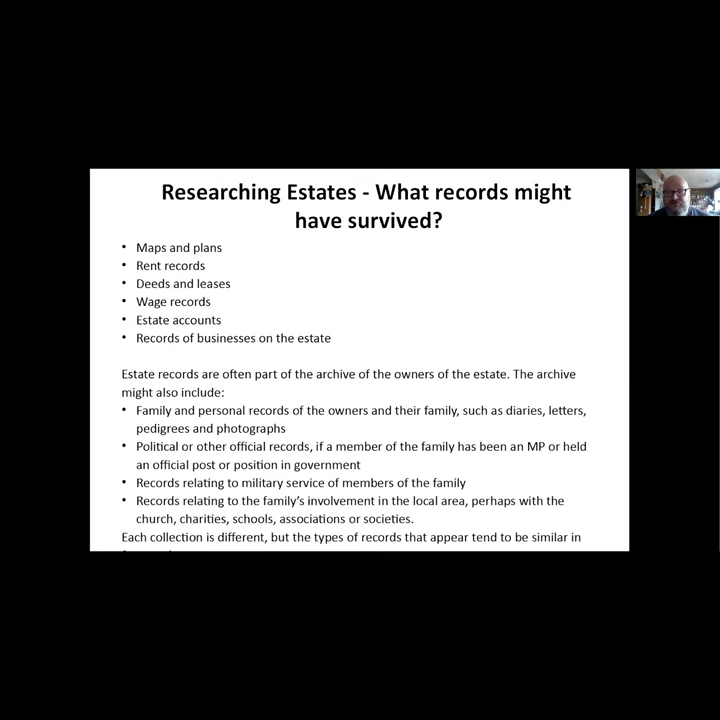 Researching Estates - What records might
have survived?
• Maps and plans
• Rent records
• Deeds and leases
• Wage records
• Estate accounts
• Records of businesses on the estate
Estate records are often part of the archive of the owners of the estate. The archive
might also include:
• Family and personal records of the owners and their family, such as diaries, letters,
pedigrees and photographs
• Political or other official records, if a member of the family has been an MP or held
an official post or position in government
• Records relating to military service of members of the family
• Records relating to the family's involvement in the local area, perhaps with the
church, charities, schools, associations or societies.
Each collection is different, but the types of records that appear tend to be similar in